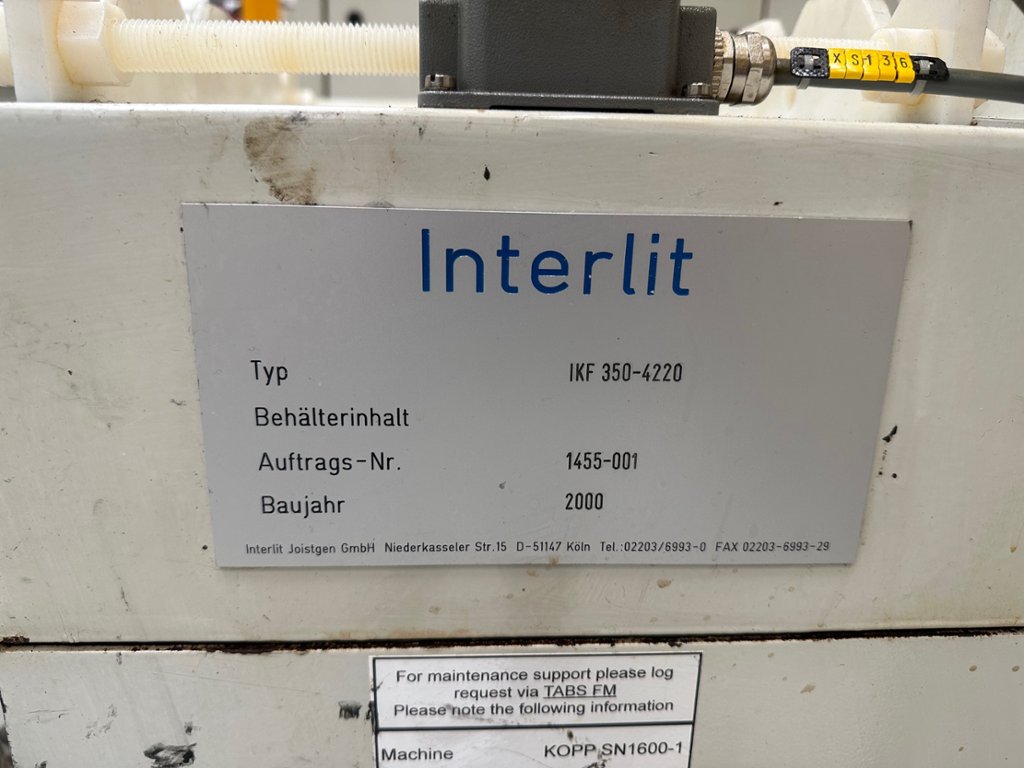 XS136
Interlit
Typ IKF 350-4220
Behälterinhalt
Auftrags-Nr. 1455-001
Baujahr 2000
Interlit Joistgen GmbH Niederkasseler Str.15 D-51147 Köln Tel.:02203/6993-0 FAX 02203-6993-29
For maintenance support please log
request via TABS FM
Please note the following information
Machine KOPP SN1600-1